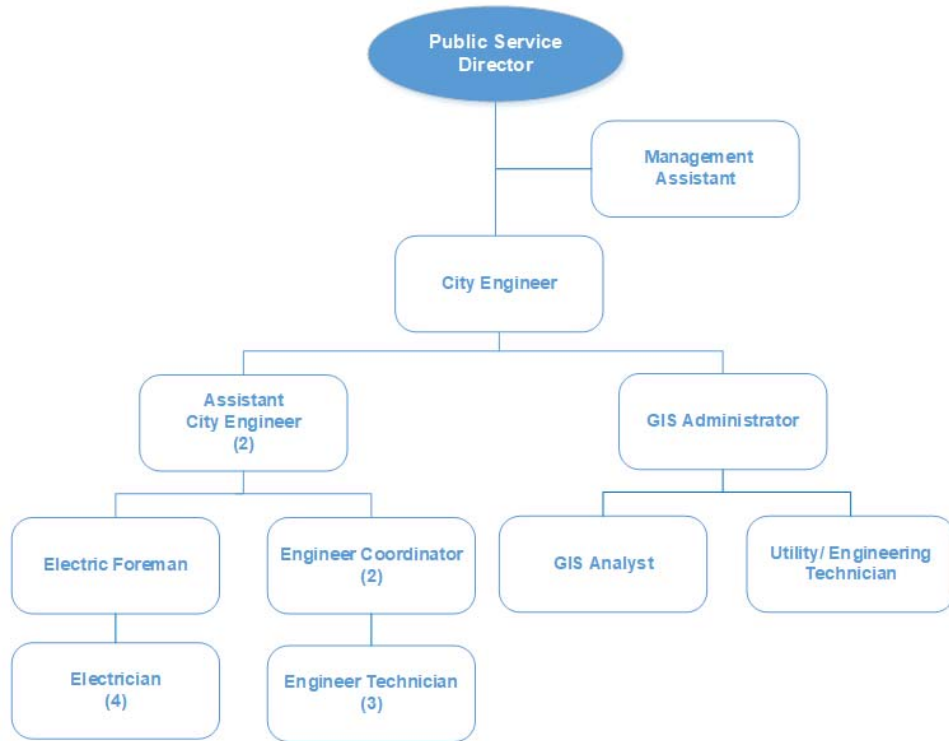 Public Service
Director
Management
Assistant
City Engineer
Assistant
City Engineer
(2)
GIS Administrator
Electric Foreman
Engineer Coordinator
(2)
GIS Analyst
Utility/ Engineering
Technician
Electrician
(4)
Engineer Technician
(3)